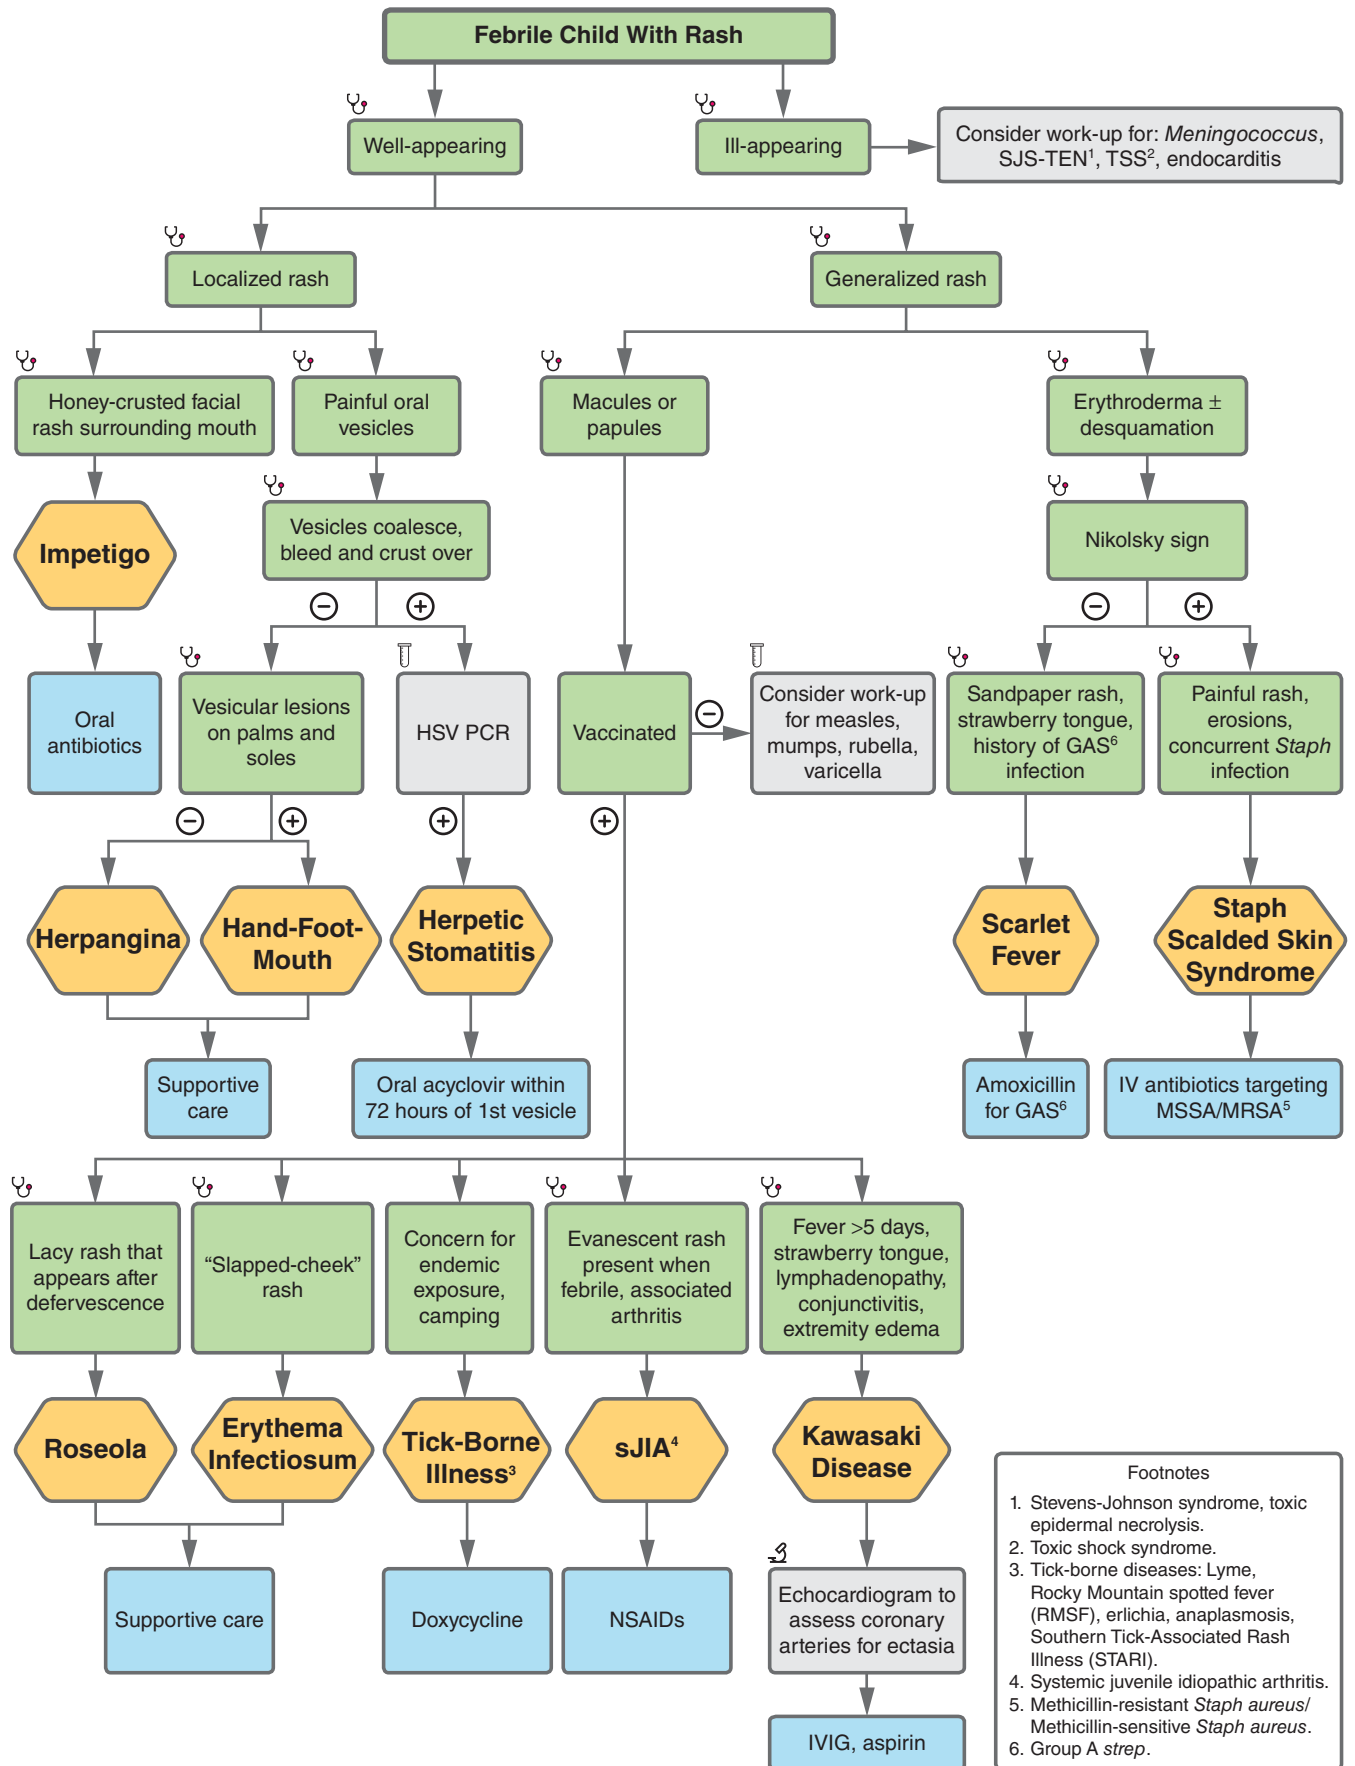 Febrile Child With Rash
Well-appearing
Ill-appearing
Consider work-up for: Meningococcus,
SJS-TEN1, TSS2, endocarditis
Localized rash
Generalized rash
Honey-crusted facial
rash surrounding mouth
Painful oral
vesicles
Macules or
papules
Erythroderma ±
desquamation
Impetigo
Vesicles coalesce,
bleed and crust over
Nikolsky sign
−
+
−
+
Oral
antibiotics
Vesicular lesions
on palms and
soles
HSV PCR
Vaccinated
−
Consider work-up
for measles,
mumps, rubella,
varicella
Sandpaper rash,
strawberry tongue,
history of GAS6
infection
Painful rash,
erosions,
concurrent Staph
infection
−
+
+
+
Herpangina
Hand-Foot-
Mouth
Herpetic
Stomatitis
Scarlet
Fever
Staph
Scalded Skin
Syndrome
Supportive
care
Oral acyclovir within
72 hours of 1st vesicle
Amoxicillin
for GAS6
IV antibiotics targeting
MSSA/MRSA5
Lacy rash that
appears after
defervescence
“Slapped-cheek”
rash
Concern for
endemic
exposure,
camping
Evanescent rash
present when
febrile, associated
arthritis
Fever >5 days,
strawberry tongue,
lymphadenopathy,
conjunctivitis,
extremity edema
Roseola
Erythema
Infectiosum
Tick-Borne
Illness3
sJIA4
Kawasaki
Disease
Supportive care
Doxycycline
NSAIDs
Echocardiogram to
assess coronary
arteries for ectasia
IVIG, aspirin
Footnotes
1. Stevens-Johnson syndrome, toxic
epidermal necrolysis.
2. Toxic shock syndrome.
3. Tick-borne diseases: Lyme,
Rocky Mountain spotted fever
(RMSF), erlichia, anaplasmosis,
Southern Tick-Associated Rash
Illness (STARI).
4. Systemic juvenile idiopathic arthritis.
5. Methicillin-resistant Staph aureus/
Methicillin-sensitive Staph aureus.
6. Group A strep.